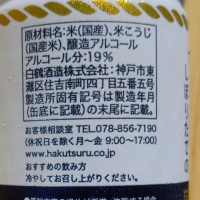 原材料名:米(国産)、米こうじ
(国産米)、醸造アルコール
アルコール分:19%
白鶴酒造株式会社:神戸市東
灘区住吉南町四丁目五番五号
製造所固有記号は製造年月
(缶底に記載)の末尾に記載。
お客様相談室 TEL.078-856-7190
(休祝日を除く月~金 9:00~17:00)
www.hakutsuru.co.jp
おすすめの飲み方
冷やしてお召し上がりください。